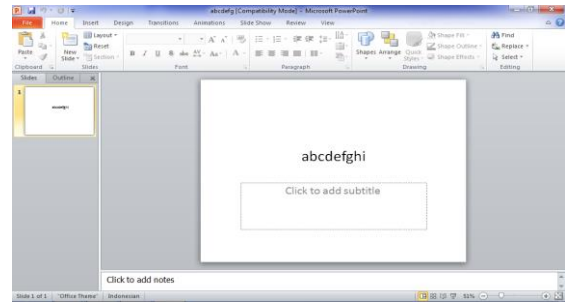 abcdefg [Compatibility Mode] - Microsoft PowerPoint
File Home Insert Design Transitions Animations Slide Show Review View
Paste
New
Slide
Layout
Reset
Section
Shapes Arrange Quick
Styles
Shape Fill
Shape Outline
Shape Effects
Find
Replace
Select
Clipboard Slides Font Paragraph Drawing Editing
Slides Outline
1
abcdefghi
Click to add subtitle
Click to add notes
Slide 1 of 1 "Office Theme" Indonesian 51%